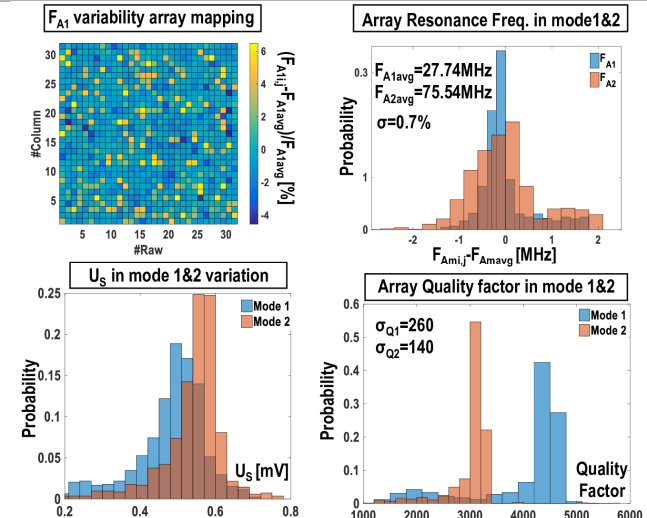 F_A1 variability array mapping
30
25
20
15
10
5
#Column
5
10
15
20
25
30
#Raw
6
4
2
0
-2
-4
(F_A1i,j-F_A1avg)/F_A1avg [%]
Array Resonance Freq. in mode1&2
F_A1avg=27.74MHz
F_A2avg=75.54MHz
σ=0.7%
F_A1
F_A2
0.3
1
0
Probability
-2
-1
0
1
2
F_Ami,j-F_Amavg [MHz]
U_S in mode 1&2 variation
Mode 1
Mode 2
0.25
0.2
0.15
0.1
0.05
0
Probability
U_S [mV]
0.2
0.4
0.6
0.8
Array Quality factor in mode 1&2
σ_Q1=260
σ_Q2=140
Mode 1
Mode 2
0.6
0.5
0.4
0.3
0.2
0.1
0
Probability
Quality
Factor
1000
2000
3000
4000
5000
6000